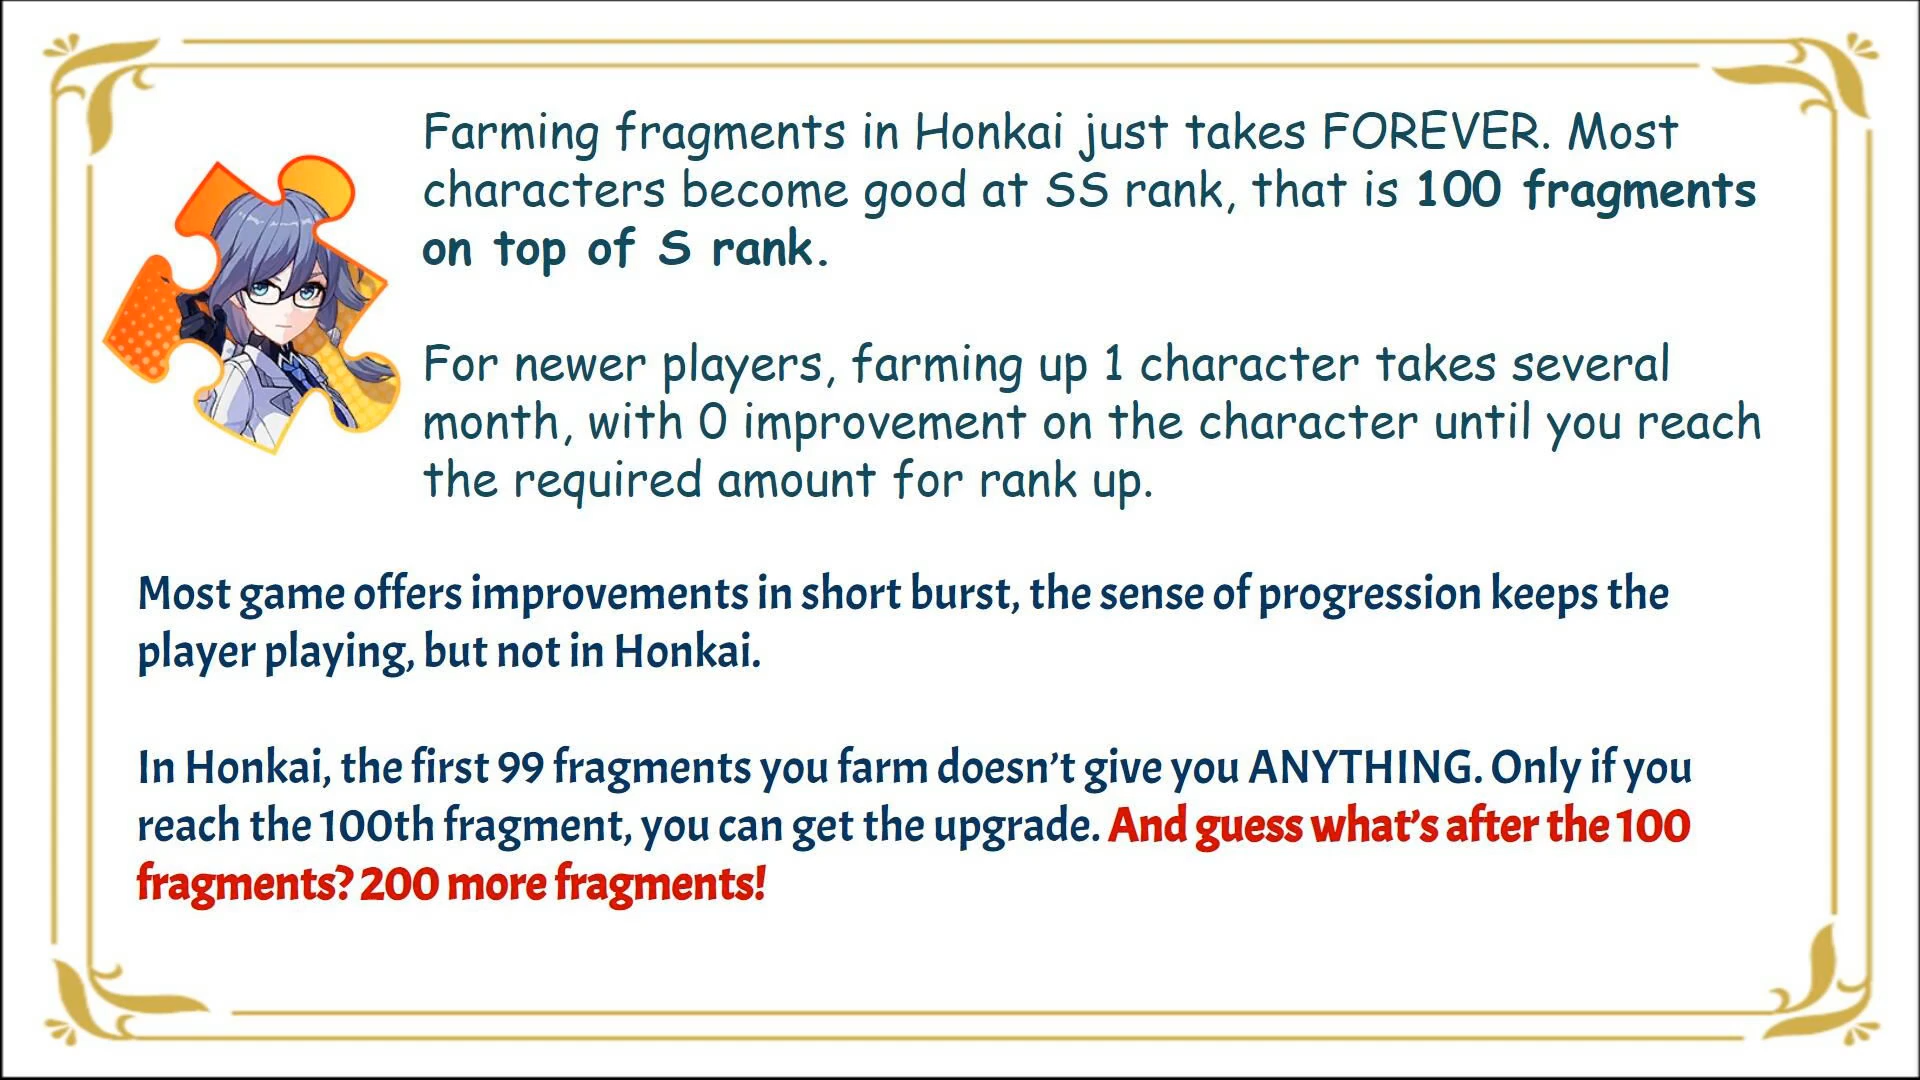 Farming fragments in Honkai just takes FOREVER. Most
characters become good at SS rank, that is 100 fragments
on top of S rank.
For newer players, farming up 1 character takes several
month, with 0 improvement on the character until you reach
the required amount for rank up.
Most game offers improvements in short burst, the sense of progression keeps the
player playing, but not in Honkai.
In Honkai, the first 99 fragments you farm doesn’t give you ANYTHING. Only if you
reach the 100th fragment, you can get the upgrade. And guess what’s after the 100
fragments? 200 more fragments!